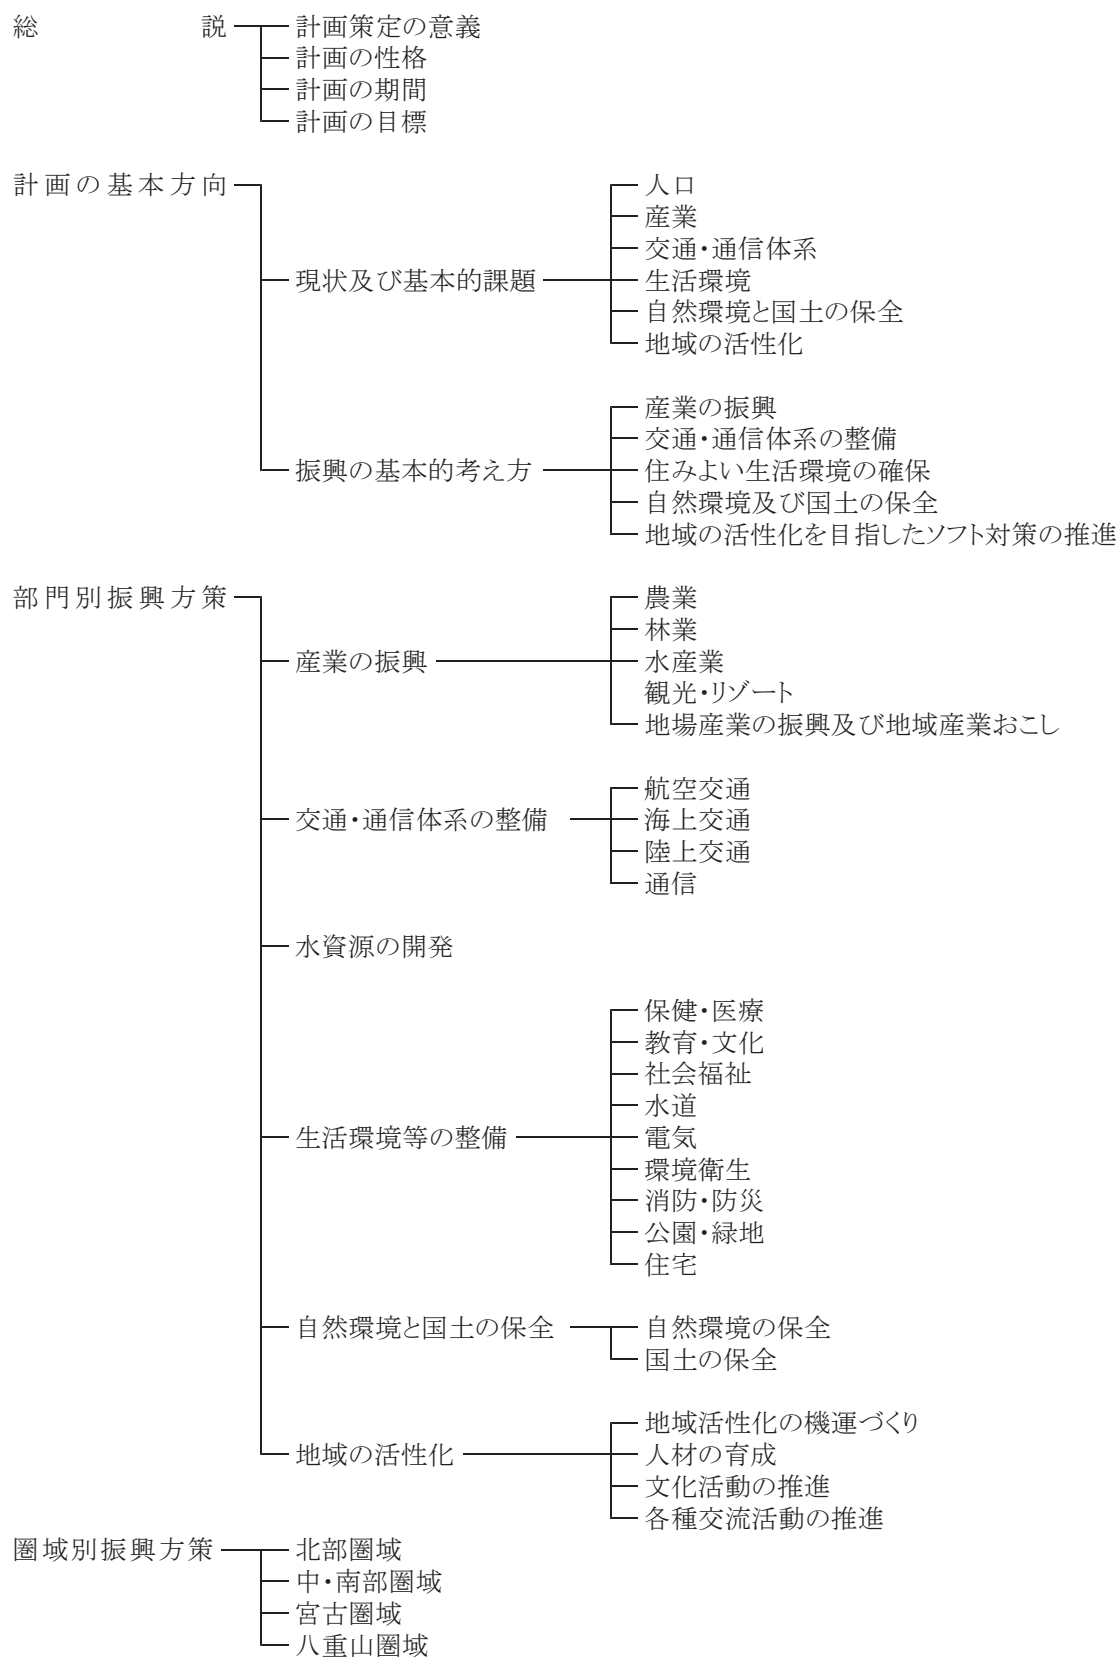 総説 計画策定の意義
計画の性格
計画の期間
計画の目標
計画の基本方向 人口
産業
交通・通信体系
現状及び基本的課題 生活環境
自然環境と国土の保全
地域の活性化
産業の振興
交通・通信体系の整備
振興の基本的考え方 住みよい生活環境の確保
自然環境及び国土の保全
地域の活性化を目指したソフト対策の推進
部門別振興方策 農業
林業
産業の振興 水産業
観光・リゾート
地場産業の振興及び地域産業おこし
航空交通
交通・通信体系の整備 海上交通
陸上交通
通信
水資源の開発
保健・医療
教育・文化
社会福祉
水道
生活環境等の整備 電気
環境衛生
消防・防災
公園・緑地
住宅
自然環境と国土の保全 自然環境の保全
国土の保全
地域活性化の機運づくり
地域の活性化 人材の育成
文化活動の推進
各種交流活動の推進
圏域別振興方策 北部圏域
中・南部圏域
宮古圏域
八重山圏域